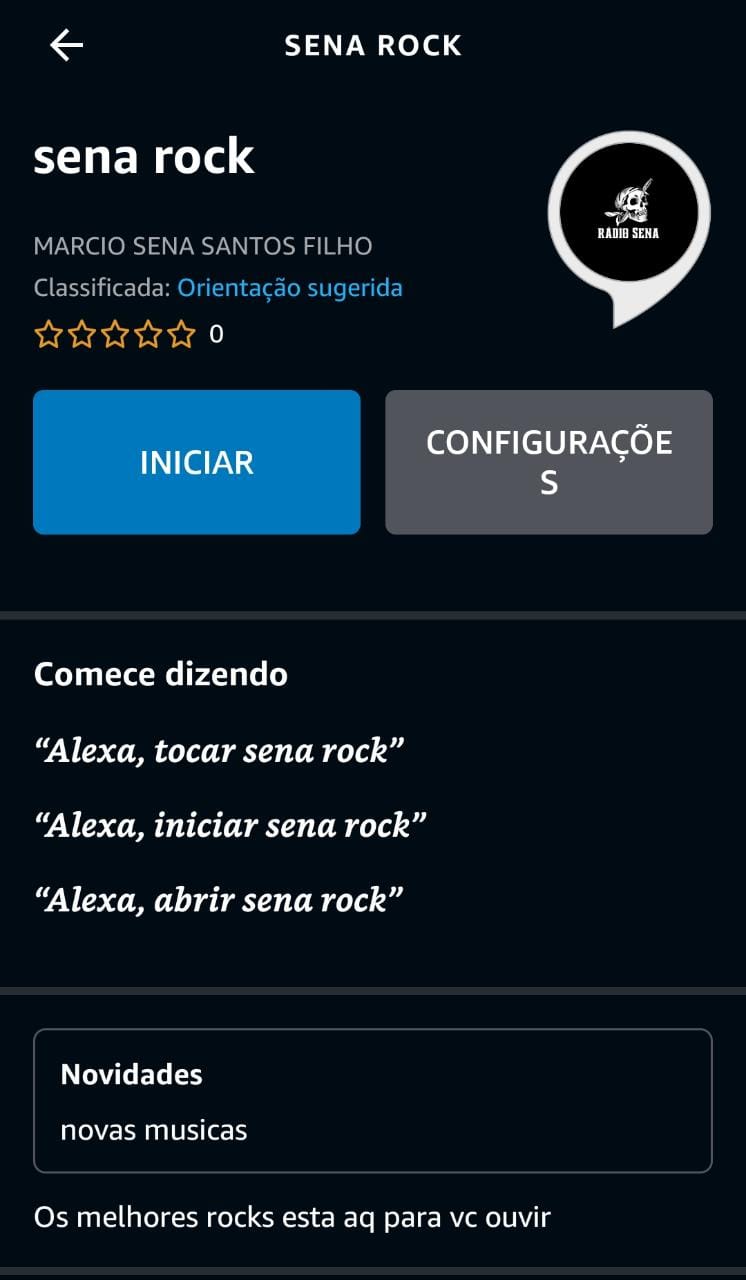 SENA ROCK
sena rock
MARCIO SENA SANTOS FILHO
Classificada: Orientação sugerida
0
RÁDIO SENA
INICIAR
CONFIGURAÇÕE
S
Comece dizendo
“Alexa, tocar sena rock”
“Alexa, iniciar sena rock”
“Alexa, abrir sena rock”
Novidades
novas musicas
Os melhores rocks esta aq para vc ouvir